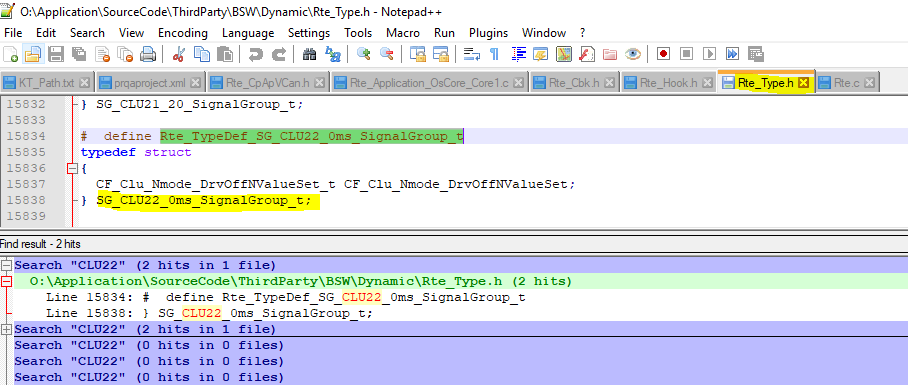 O:\Application\SourceCode\ThirdParty\BSW\Dynamic\Rte_Type.h - Notepad++
File Edit Search View Encoding Language Settings Tools Macro Run Plugins Window ?
KT_Path.txt prqaproject.xml Rte_CpApVCan.h Rte_Application_OsCore_Core1.c Rte_Cbk.h Rte_Hook.h Rte_Type.h Rte.c
15832 } SG_CLU21_20_SignalGroup_t;
15833
15834 #  define Rte_TypeDef_SG_CLU22_0ms_SignalGroup_t
15835 typedef struct
15836 {
15837   CF_Clu_Nmode_DrvOffNValueSet_t CF_Clu_Nmode_DrvOffNValueSet;
15838 } SG_CLU22_0ms_SignalGroup_t;
15839
Find result - 2 hits
Search "CLU22" (2 hits in 1 file)
O:\Application\SourceCode\ThirdParty\BSW\Dynamic\Rte_Type.h (2 hits)
Line 15834: #  define Rte_TypeDef_SG_CLU22_0ms_SignalGroup_t
Line 15838: } SG_CLU22_0ms_SignalGroup_t;
Search "CLU22" (2 hits in 1 file)
Search "CLU22" (0 hits in 0 files)
Search "CLU22" (0 hits in 0 files)
Search "CLU22" (0 hits in 0 files)